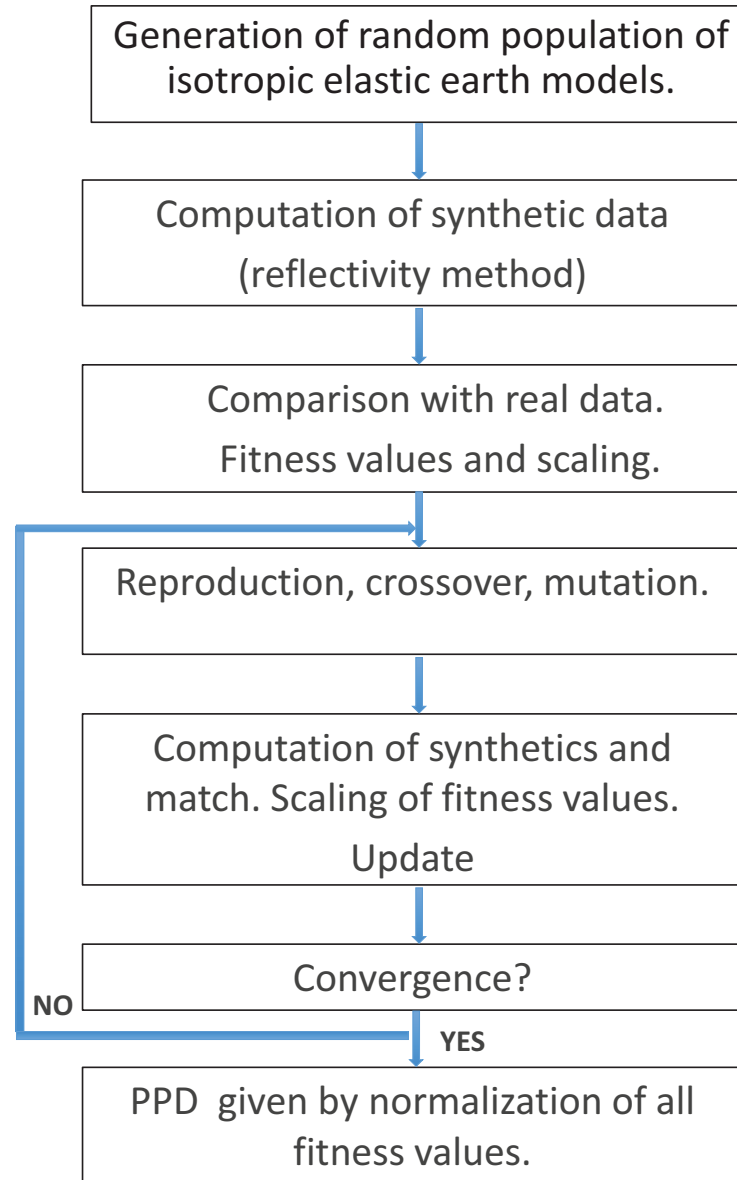 Generation of random population of
isotropic elastic earth models.
Computation of synthetic data
(reflectivity method)
Comparison with real data.
Fitness values and scaling.
Reproduction, crossover, mutation.
Computation of synthetics and
match. Scaling of fitness values.
Update
Convergence?
NO
YES
PPD given by normalization of all
fitness values.